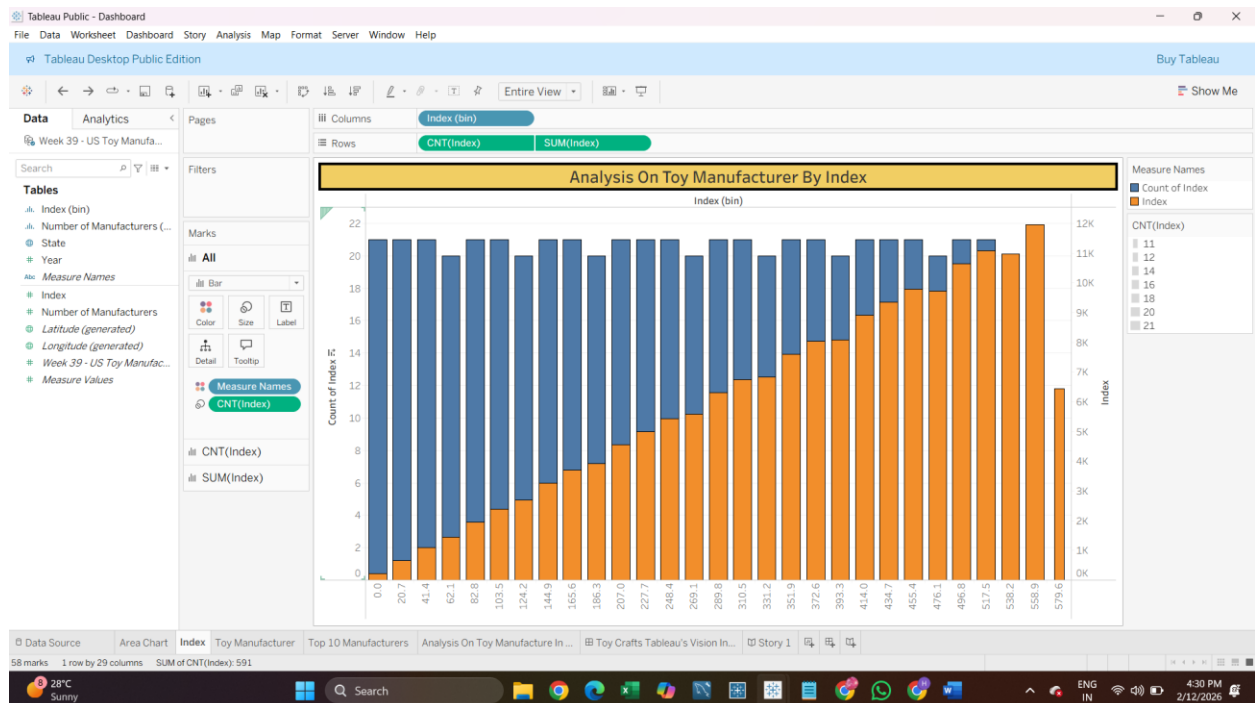 Tableau Public - Dashboard
File Data Worksheet Dashboard Story Analysis Map Format Server Window Help
Tableau Desktop Public Edition
Buy Tableau
Entire View
Show Me
Data Analytics
Week 39 - US Toy Manufa...
Search
Tables
Index (bin)
Number of Manufacturers (...
State
Year
Abc Measure Names
Index
Number of Manufacturers
Latitude (generated)
Longitude (generated)
Week 39 - US Toy Manufac...
Measure Values
Pages
Filters
Marks
All
Bar
Color Size Label
Detail Tooltip
Measure Names
CNT(Index)
CNT(Index)
SUM(Index)
Columns Index (bin)
Rows CNT(Index) SUM(Index)
Analysis On Toy Manufacturer By Index
Index (bin)
Count of Index
22
20
18
16
14
12
10
8
6
4
2
0
12K
11K
10K
9K
8K
7K
6K
5K
4K
3K
2K
1K
0K
Index
0.0 20.7 41.4 62.1 82.8 103.5 124.2 144.9 165.6 186.3 207.0 227.7 248.4 269.1 289.8 310.5 331.2 351.9 372.6 393.3 414.0 434.7 455.4 476.1 496.8 517.5 538.2 558.9 579.6
Measure Names
Count of Index
Index
CNT(Index)
11
12
14
16
18
20
21
Data Source Area Chart Index Toy Manufacturer Top 10 Manufacturers Analysis On Toy Manufacture In ... Toy Crafts Tableau's Vision In... Story 1
58 marks 1 row by 29 columns SUM of CNT(Index): 591
8
28°C
Sunny
Search
ENG
IN
4:30 PM
2/12/2026